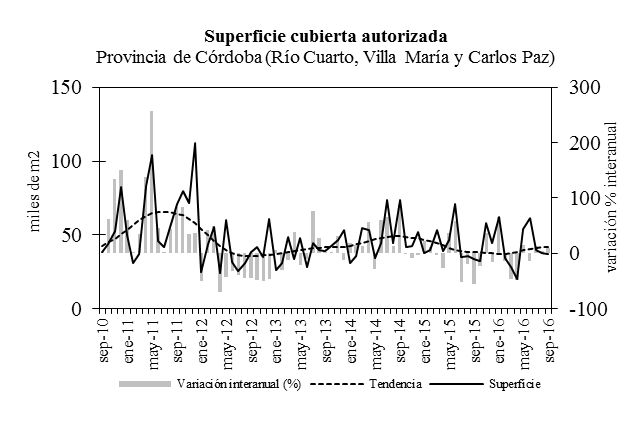 Superficie cubierta autorizada
Provincia de Córdoba (Río Cuarto, Villa María y Carlos Paz)
150
100
50
0
miles de m2
300
200
100
0
-100
variación % interanual
sep-10
ene-11
may-11
sep-11
ene-12
may-12
sep-12
ene-13
may-13
sep-13
ene-14
may-14
sep-14
ene-15
may-15
sep-15
ene-16
may-16
sep-16
Variación interanual (%) Tendencia Superficie